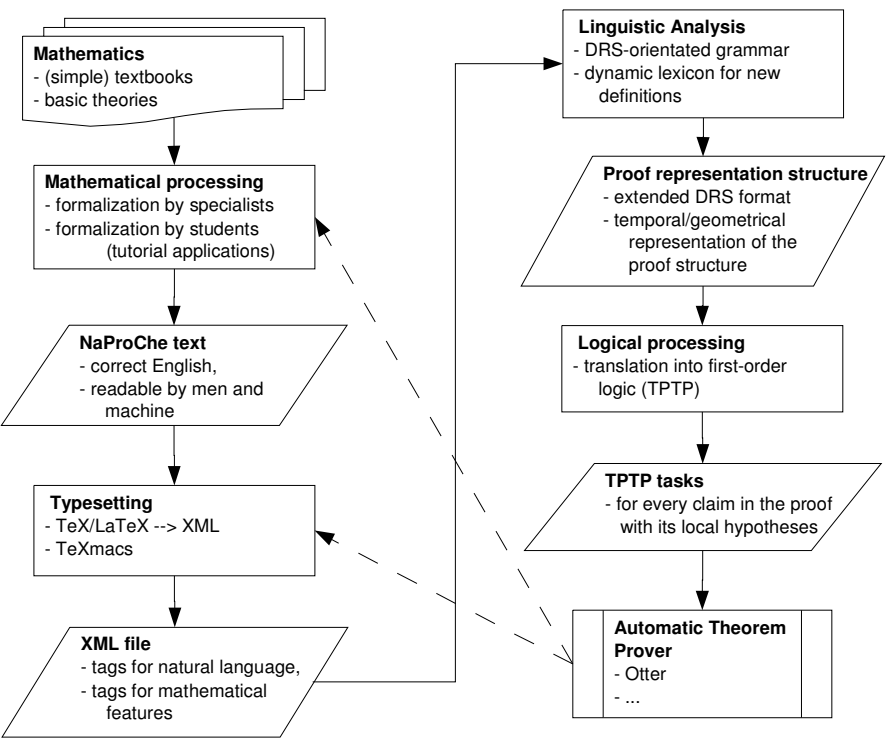 Mathematics
- (simple) textbooks
- basic theories
Mathematical processing
- formalization by specialists
- formalization by students
(tutorial applications)
NaProChe text
- correct English,
- readable by men and
machine
Typesetting
- TeX/LaTeX --> XML
- TeXmacs
XML file
- tags for natural language,
- tags for mathematical
features
Linguistic Analysis
- DRS-orientated grammar
- dynamic lexicon for new
definitions
Proof representation structure
- extended DRS format
- temporal/geometrical
representation of the
proof structure
Logical processing
- translation into first-order
logic (TPTP)
TPTP tasks
- for every claim in the proof
with its local hypotheses
Automatic Theorem
Prover
- Otter
- ...